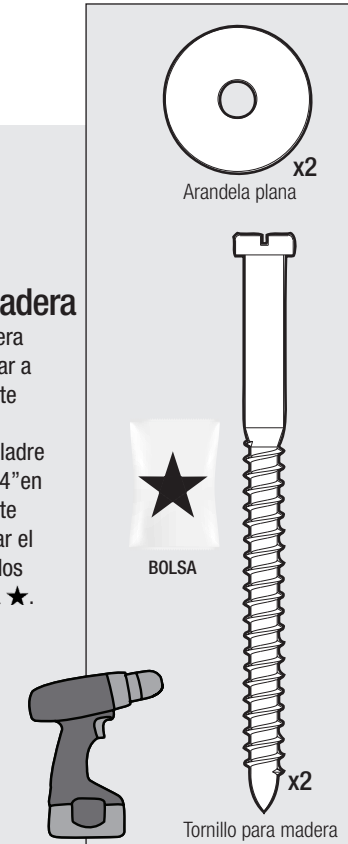 x2
Arandela plana
adera
era
ar a
te
ladre
4”en
te
ar el
los
★.
BOLSA
x2
Tornillo para madera